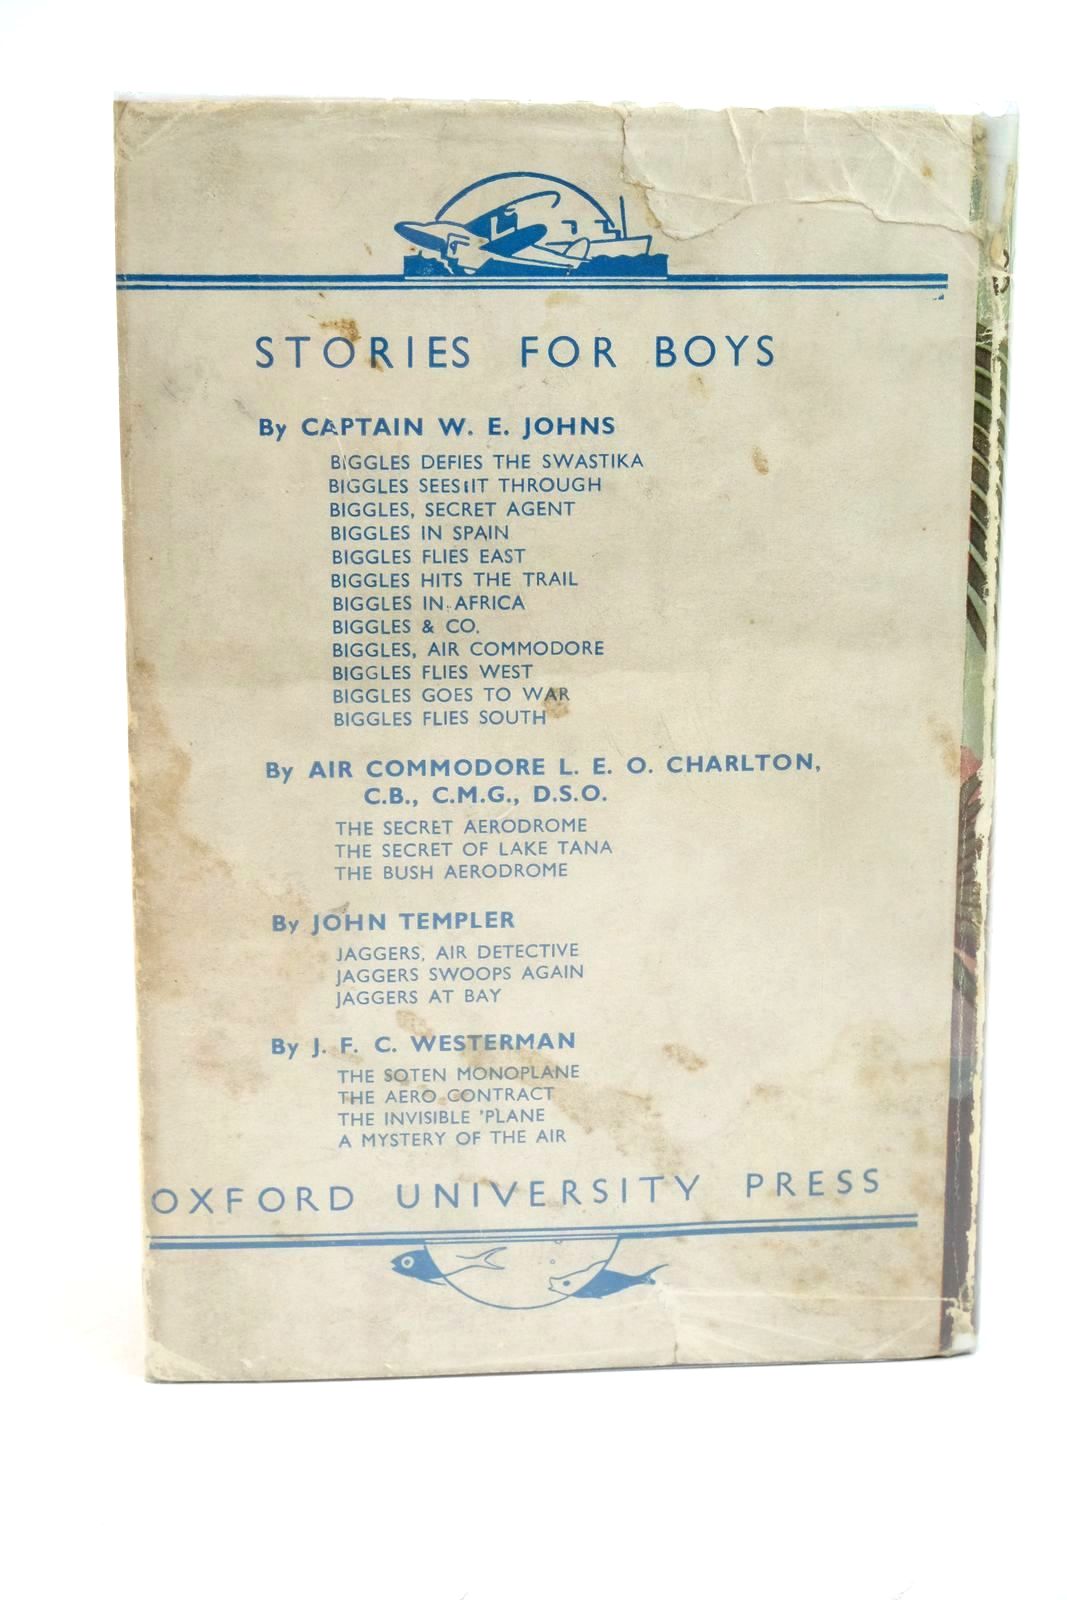 STORIES FOR BOYS
By CAPTAIN W. E. JOHNS
BIGGLES DEFIES THE SWASTIKA
BIGGLES SEES IT THROUGH
BIGGLES, SECRET AGENT
BIGGLES IN SPAIN
BIGGLES FLIES EAST
BIGGLES HITS THE TRAIL
BIGGLES IN AFRICA
BIGGLES & CO.
BIGGLES, AIR COMMODORE
BIGGLES FLIES WEST
BIGGLES GOES TO WAR
BIGGLES FLIES SOUTH
By AIR COMMODORE L. E. O. CHARLTON,
C.B., C.M.G., D.S.O.
THE SECRET AERODROME
THE SECRET OF LAKE TANA
THE BUSH AERODROME
By JOHN TEMPLER
JAGGERS, AIR DETECTIVE
JAGGERS SWOOPS AGAIN
JAGGERS AT BAY
By J. F. C. WESTERMAN
THE SOTEN MONOPLANE
THE AERO CONTRACT
THE INVISIBLE 'PLANE
A MYSTERY OF THE AIR
OXFORD UNIVERSITY PRESS